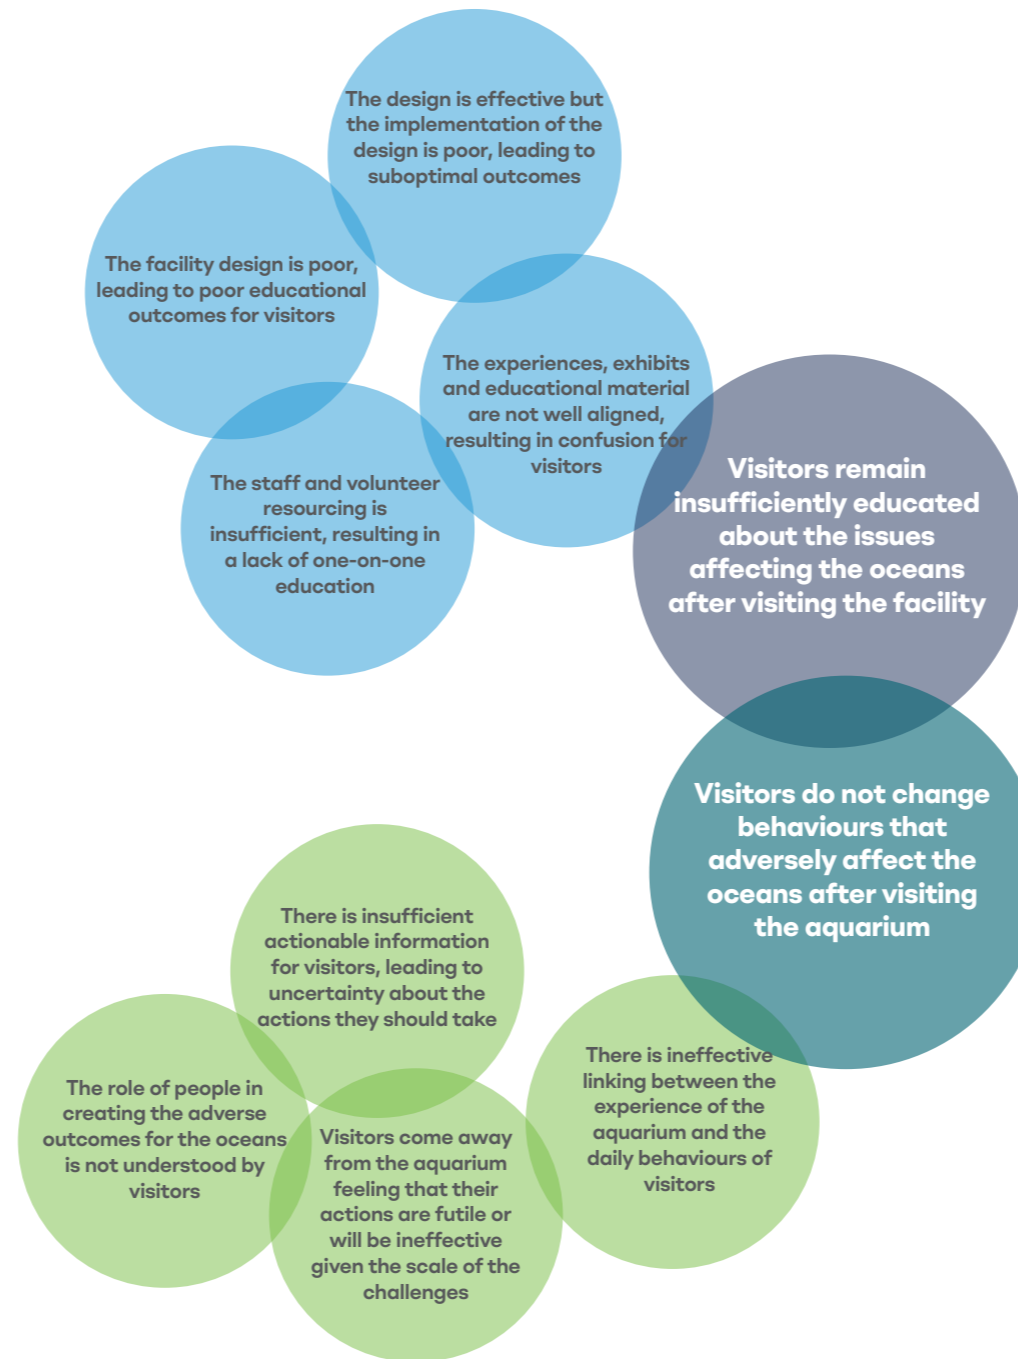 The design is effective but
the implementation of the
design is poor, leading to
suboptimal outcomes
The facility design is poor,
leading to poor educational
outcomes for visitors
The experiences, exhibits
and educational material
are not well aligned,
resulting in confusion for
visitors
The staff and volunteer
resourcing is
insufficient, resulting in
a lack of one-on-one
education
Visitors remain
insufficiently educated
about the issues
affecting the oceans
after visiting the facility
Visitors do not change
behaviours that
adversely affect the
oceans after visiting
the aquarium
There is insufficient
actionable information
for visitors, leading to
uncertainty about the
actions they should take
The role of people in
creating the adverse
outcomes for the oceans
is not understood by
visitors
Visitors come away
from the aquarium
feeling that their
actions are futile or
will be ineffective
given the scale of the
challenges
There is ineffective
linking between the
experience of the
aquarium and the
daily behaviours of
visitors